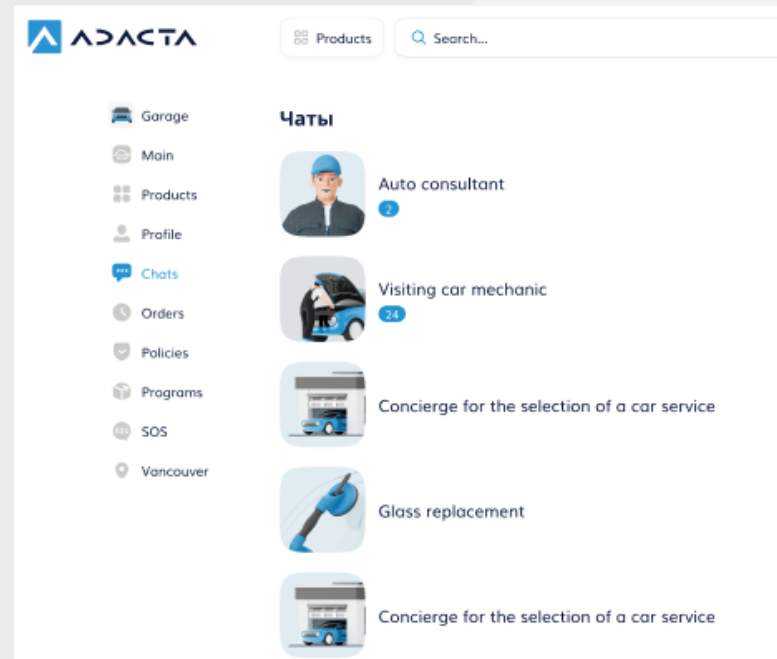 ADACTA
Products
Search...
Garage
Main
Products
Profile
Chats
Orders
Policies
Programs
SOS
Vancouver
Чаты
Auto consultant
2
Visiting car mechanic
24
Concierge for the selection of a car service
Glass replacement
Concierge for the selection of a car service